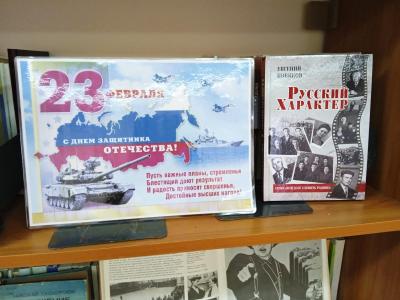 23 ФЕВРАЛЯ
С ДНЕМ ЗАЩИТНИКА
ОТЕЧЕСТВА!
Пусть важные планы, стремленья
Блестящий дают результат
И радость приносят свершенья,
Достойные высших наград!
ЕВГЕНИЙ
РУССКИЙ
ХАРАКТЕР